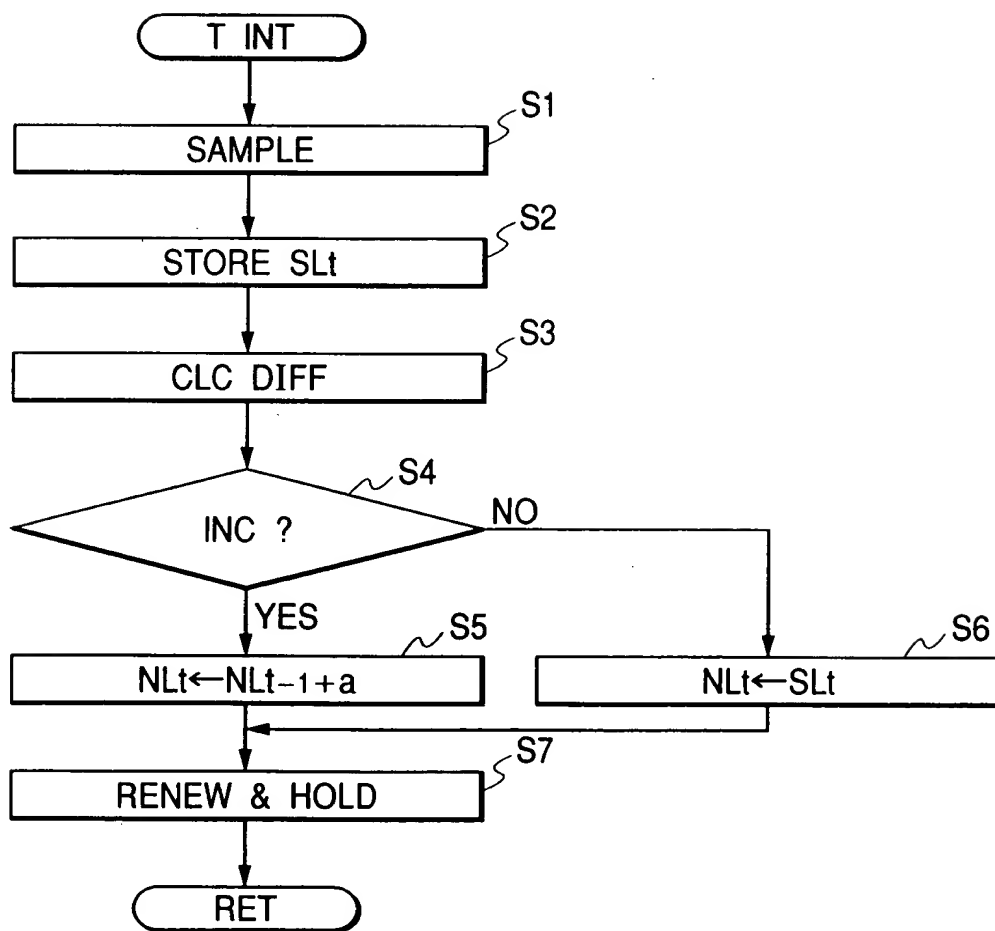 T INT
S1
SAMPLE
S2
STORE SLt
S3
CLC DIFF
S4
INC ?
NO
YES
S5
NLt←NLt-1+a
S6
NLt←SLt
S7
RENEW & HOLD
RET